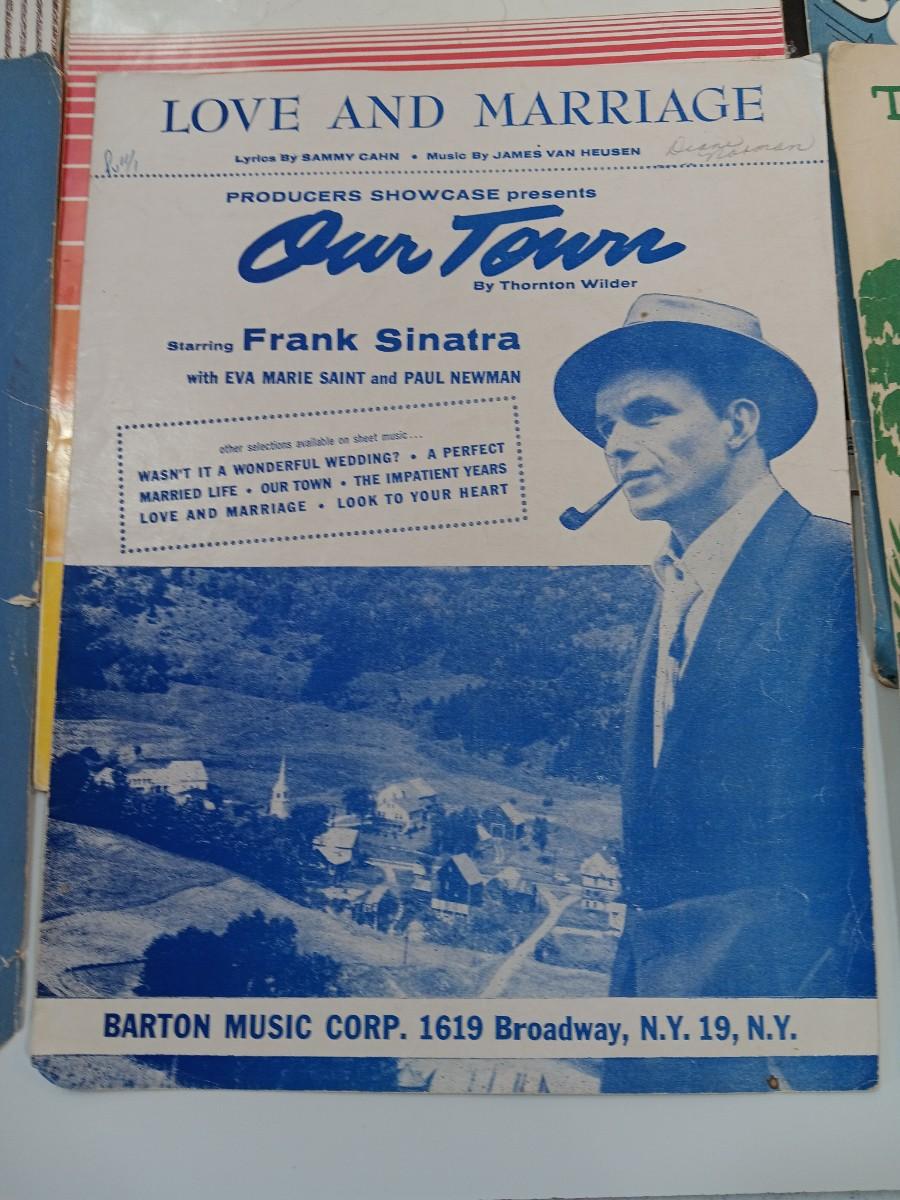 LOVE AND MARRIAGE
Lyrics By SAMMY CAHN • Music By JAMES VAN HEUSEN
Diane
Norman
PRODUCERS SHOWCASE presents
Our Town
By Thornton Wilder
Starring Frank Sinatra
with EVA MARIE SAINT and PAUL NEWMAN
other selections available on sheet music...
WASN'T IT A WONDERFUL WEDDING? • A PERFECT
MARRIED LIFE • OUR TOWN • THE IMPATIENT YEARS
LOVE AND MARRIAGE • LOOK TO YOUR HEART
BARTON MUSIC CORP. 1619 Broadway, N.Y. 19, N.Y.